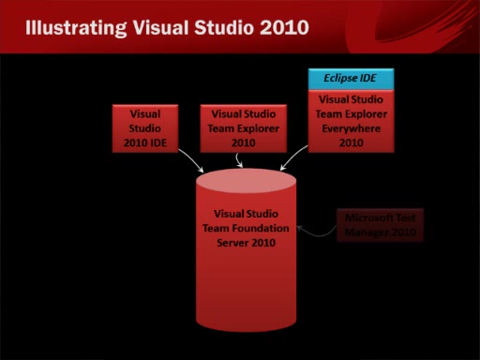 Illustrating Visual Studio 2010
Eclipse IDE
Visual
Studio
2010 IDE
Visual Studio
Team Explorer
2010
Visual Studio
Team Explorer
Everywhere
2010
Visual Studio
Team Foundation
Server 2010
Microsoft Test
Manager 2010